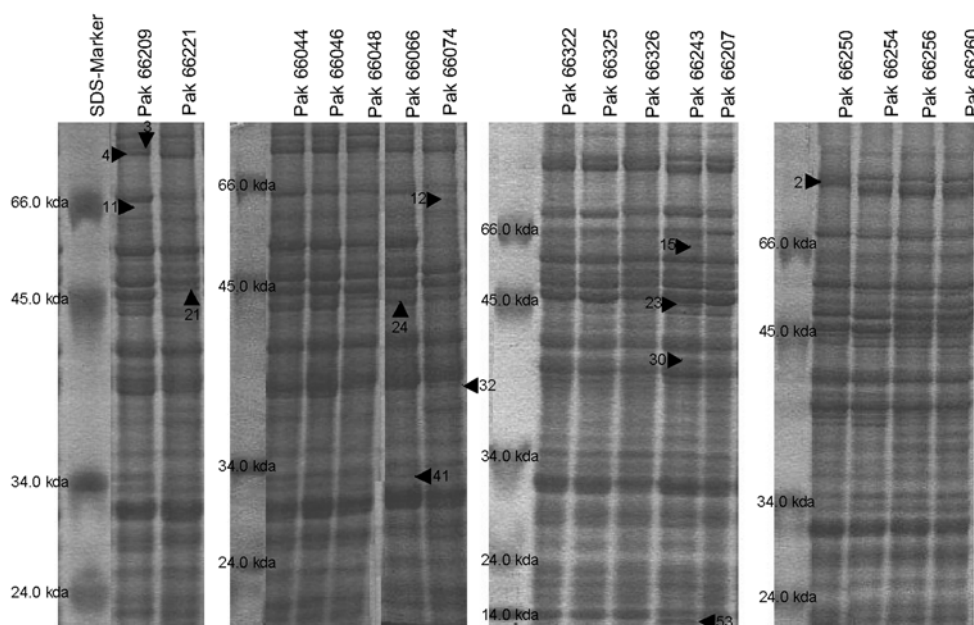 SDS-Marker
Pak 66209
Pak 66221
Pak 66044
Pak 66046
Pak 66048
Pak 66066
Pak 66074
Pak 66322
Pak 66325
Pak 66326
Pak 66243
Pak 66207
Pak 66250
Pak 66254
Pak 66256
Pak 66260
3
4
11
66.0 kda
45.0 kda
21
34.0 kda
24.0 kda
66.0 kda
12
45.0 kda
24
32
34.0 kda
41
24.0 kda
66.0 kda
15
45.0 kda
23
30
34.0 kda
24.0 kda
14.0 kda
53
2
66.0 kda
45.0 kda
34.0 kda
24.0 kda